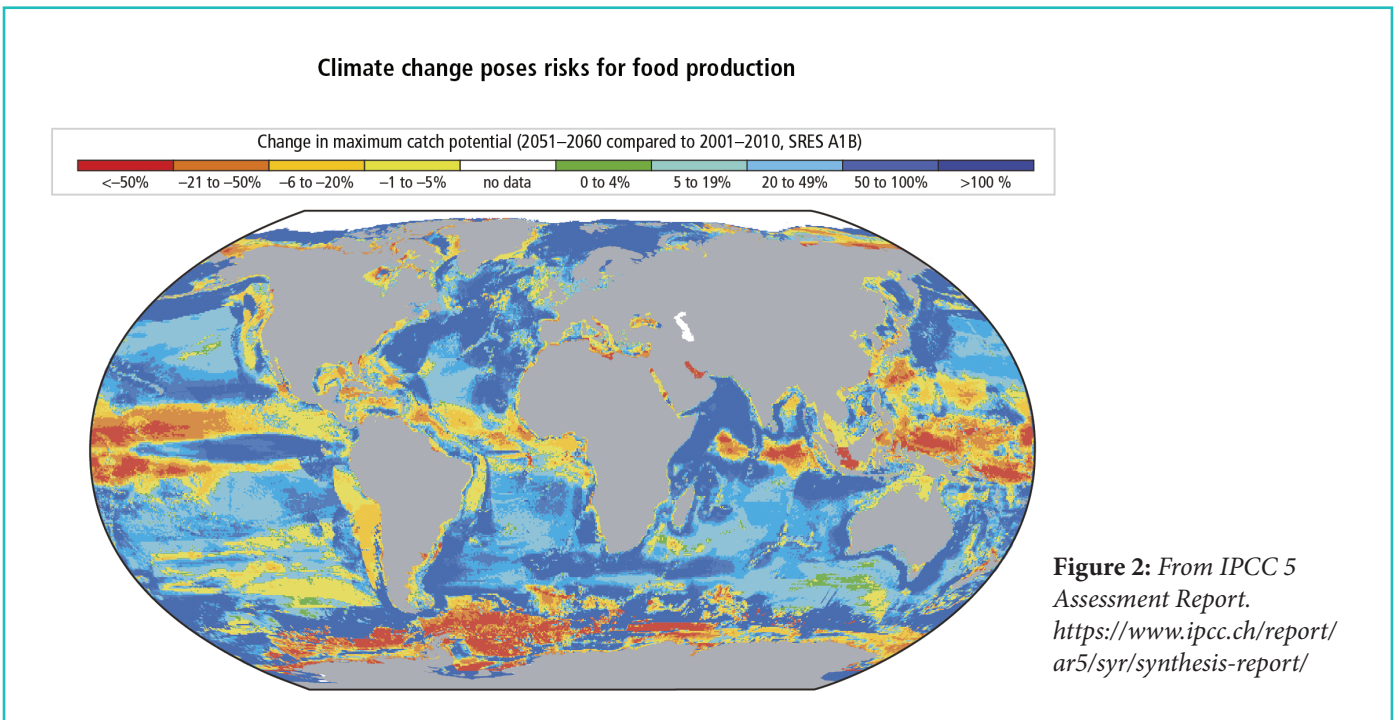 Climate change poses risks for food production
Change in maximum catch potential (2051–2060 compared to 2001–2010, SRES A1B)
<–50% –21 to –50% –6 to –20% –1 to –5% no data 0 to 4% 5 to 19% 20 to 49% 50 to 100% >100 %
Figure 2: From IPCC 5
Assessment Report.
https://www.ipcc.ch/report/
ar5/syr/synthesis-report/